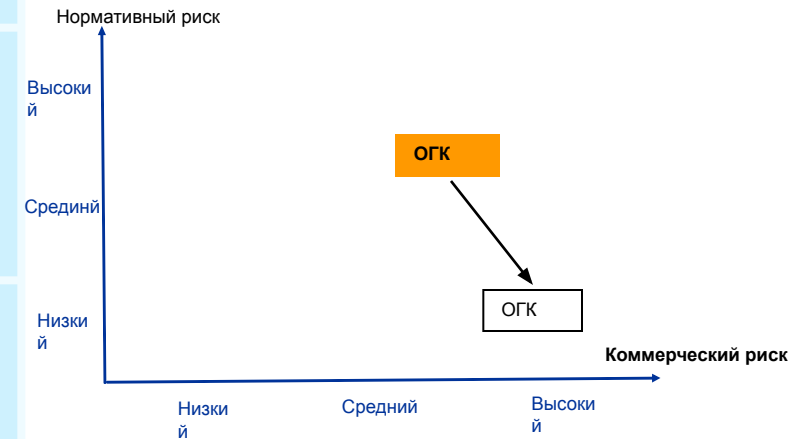 Нормативный риск
Высоки
й
ОГК
Срединй
ОГК
Низки
й
Коммерческий риск
Низки
й
Средний
Высоки
й